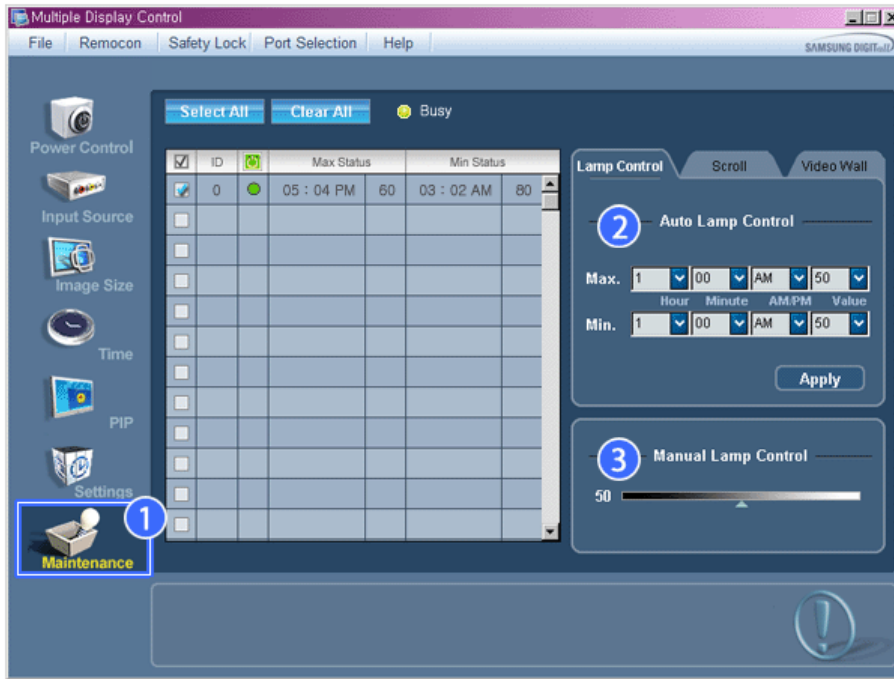 Multiple Display Control
File Remocon Safety Lock Port Selection Help
SAMSUNG DIGITall
Select All Clear All Busy
Power Control
Input Source
Image Size
Time
PIP
Settings
1
Maintenance
ID Max Status Min Status
0 05 : 04 PM 60 03 : 02 AM 80
Lamp Control Scroll Video Wall
2 Auto Lamp Control
Max. 1 00 AM 50
Hour Minute AM/PM Value
Min. 1 00 AM 50
Apply
3 Manual Lamp Control
50